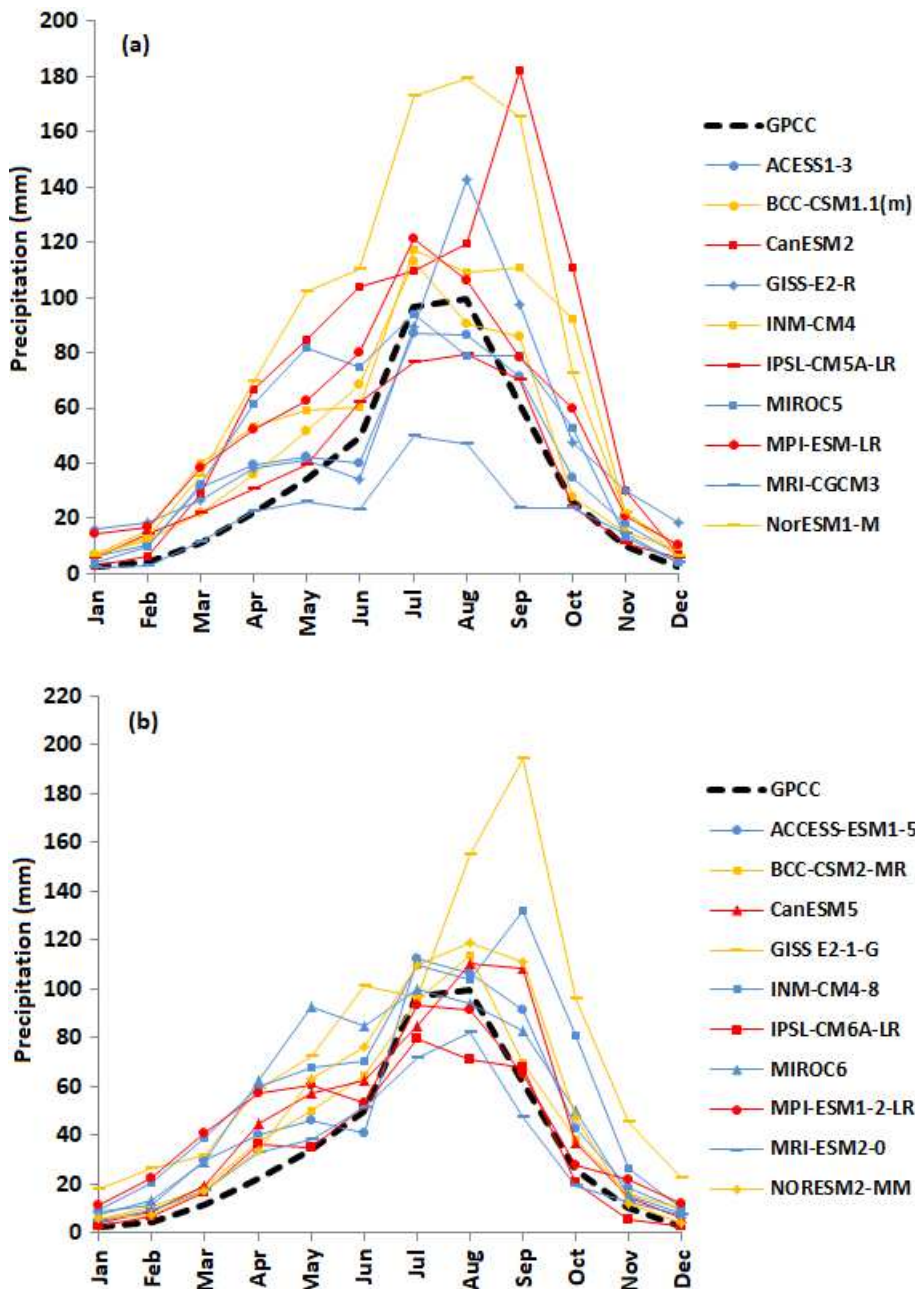 (a)
Precipitation (mm)
200
180
160
140
120
100
80
60
40
20
0
Jan
Feb
Mar
Apr
May
Jun
Jul
Aug
Sep
Oct
Nov
Dec
GPCC
ACESS1-3
BCC-CSM1.1(m)
CanESM2
GISS-E2-R
INM-CM4
IPSL-CM5A-LR
MIROC5
MPI-ESM-LR
MRI-CGCM3
NorESM1-M
(b)
Precipitation (mm)
220
200
180
160
140
120
100
80
60
40
20
0
Jan
Feb
Mar
Apr
May
Jun
Jul
Aug
Sep
Oct
Nov
Dec
GPCC
ACCESS-ESM1-5
BCC-CSM2-MR
CanESM5
GISS E2-1-G
INM-CM4-8
IPSL-CM6A-LR
MIROC6
MPI-ESM1-2-LR
MRI-ESM2-0
NORESM2-MM